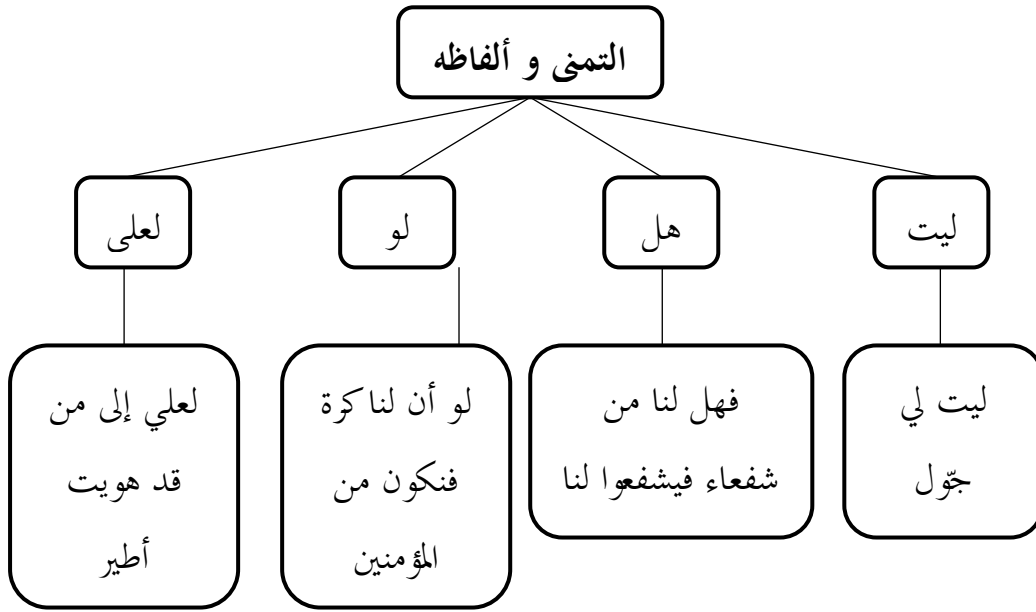 التمنى و ألفاظه
ليت
هل
لو
لعلى
ليت لي
جوّل
فهل لنا من
شفعاء فيشفعوا لنا
لو أن لنا كرة
فنكون من
المؤمنين
لعلي إلى من
قد هويت
أطير